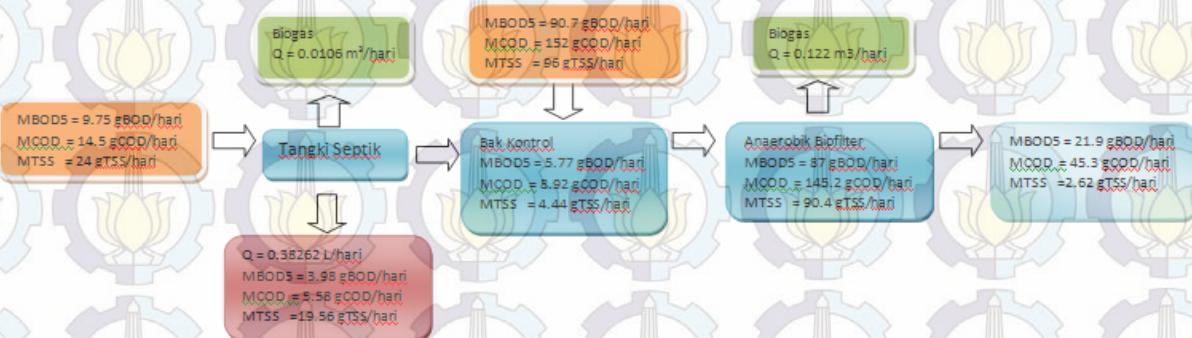 MBOD5 = 9.75 gBOD/hari
MCOD = 14.5 gCOD/hari
MTSS = 24 gTSS/hari
Biogas
Q = 0.0106 m³/hari
Tangki Septik
Q = 0.38262 L/hari
MBOD5 = 3.98 gBOD/hari
MCOD = 5.58 gCOD/hari
MTSS =19.56 gTSS/hari
MBOD5 = 90.7 gBOD/hari
MCOD = 152 gCOD/hari
MTSS = 96 gTSS/hari
Bak Kontrol
MBOD5 = 5.77 gBOD/hari
MCOD = 8.92 gCOD/hari
MTSS = 4.44 gTSS/hari
Biogas
Q = 0.122 m3/hari
Anaerobik Biofilter
MBOD5 = 87 gBOD/hari
MCOD = 145.2 gCOD/hari
MTSS = 90.4 gTSS/hari
MBOD5 = 21.9 gBOD/hari
MCOD = 45.3 gCOD/hari
MTSS =2.62 gTSS/hari